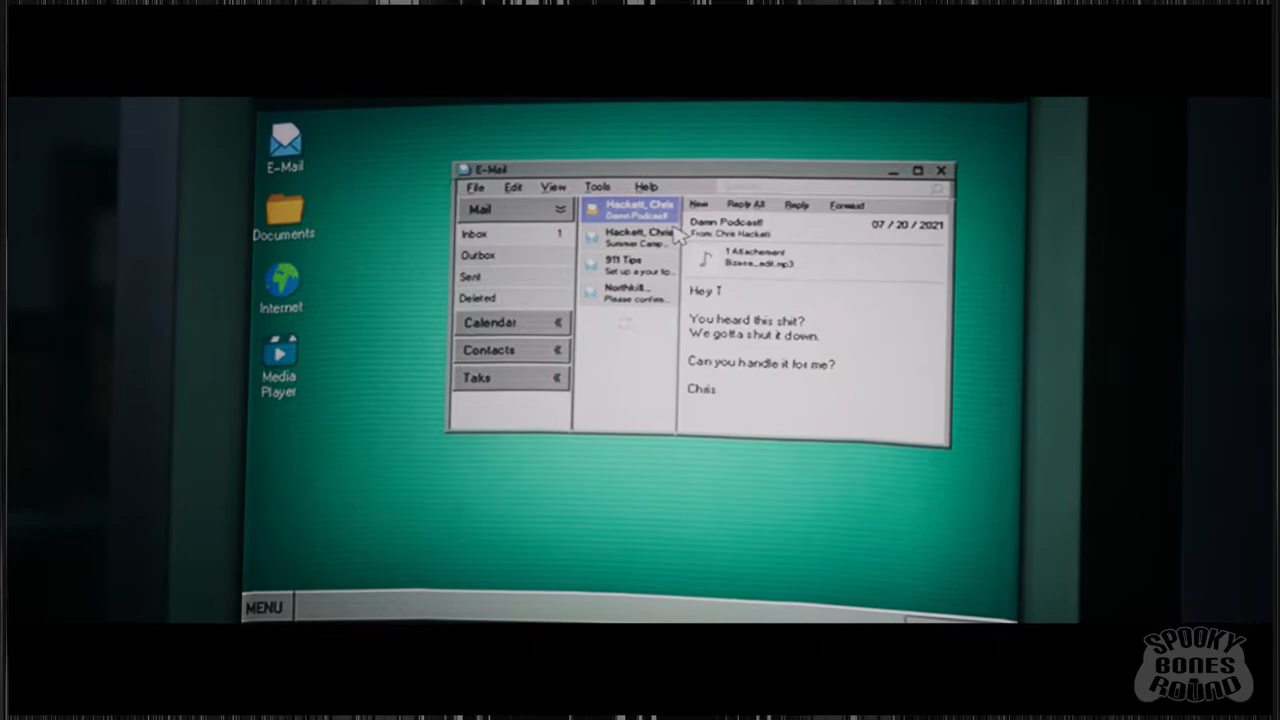 E-Mail
Documents
Internet
Media
Player
E-Mail
File Edit View Tools Help
Mail
Inbox 1
Outbox
Sent
Deleted
Calendar
Contacts
Taks
Hackett, Chris
Damn Podcast!
Hackett, Chris
Summer Camp...
911 Tips
Set up a your tip..
Northkill...
Please confirm...
New Reply All Reply Forward
Damn Podcast!
07 / 20 / 2021
From: Chris Hackett
1 Attachement
Bizarre_edit.mp3
Hey T
You heard this shit?
We gotta shut it down.
Can you handle it for me?
Chris
MENU
SPOOKY
BONES
ROUND